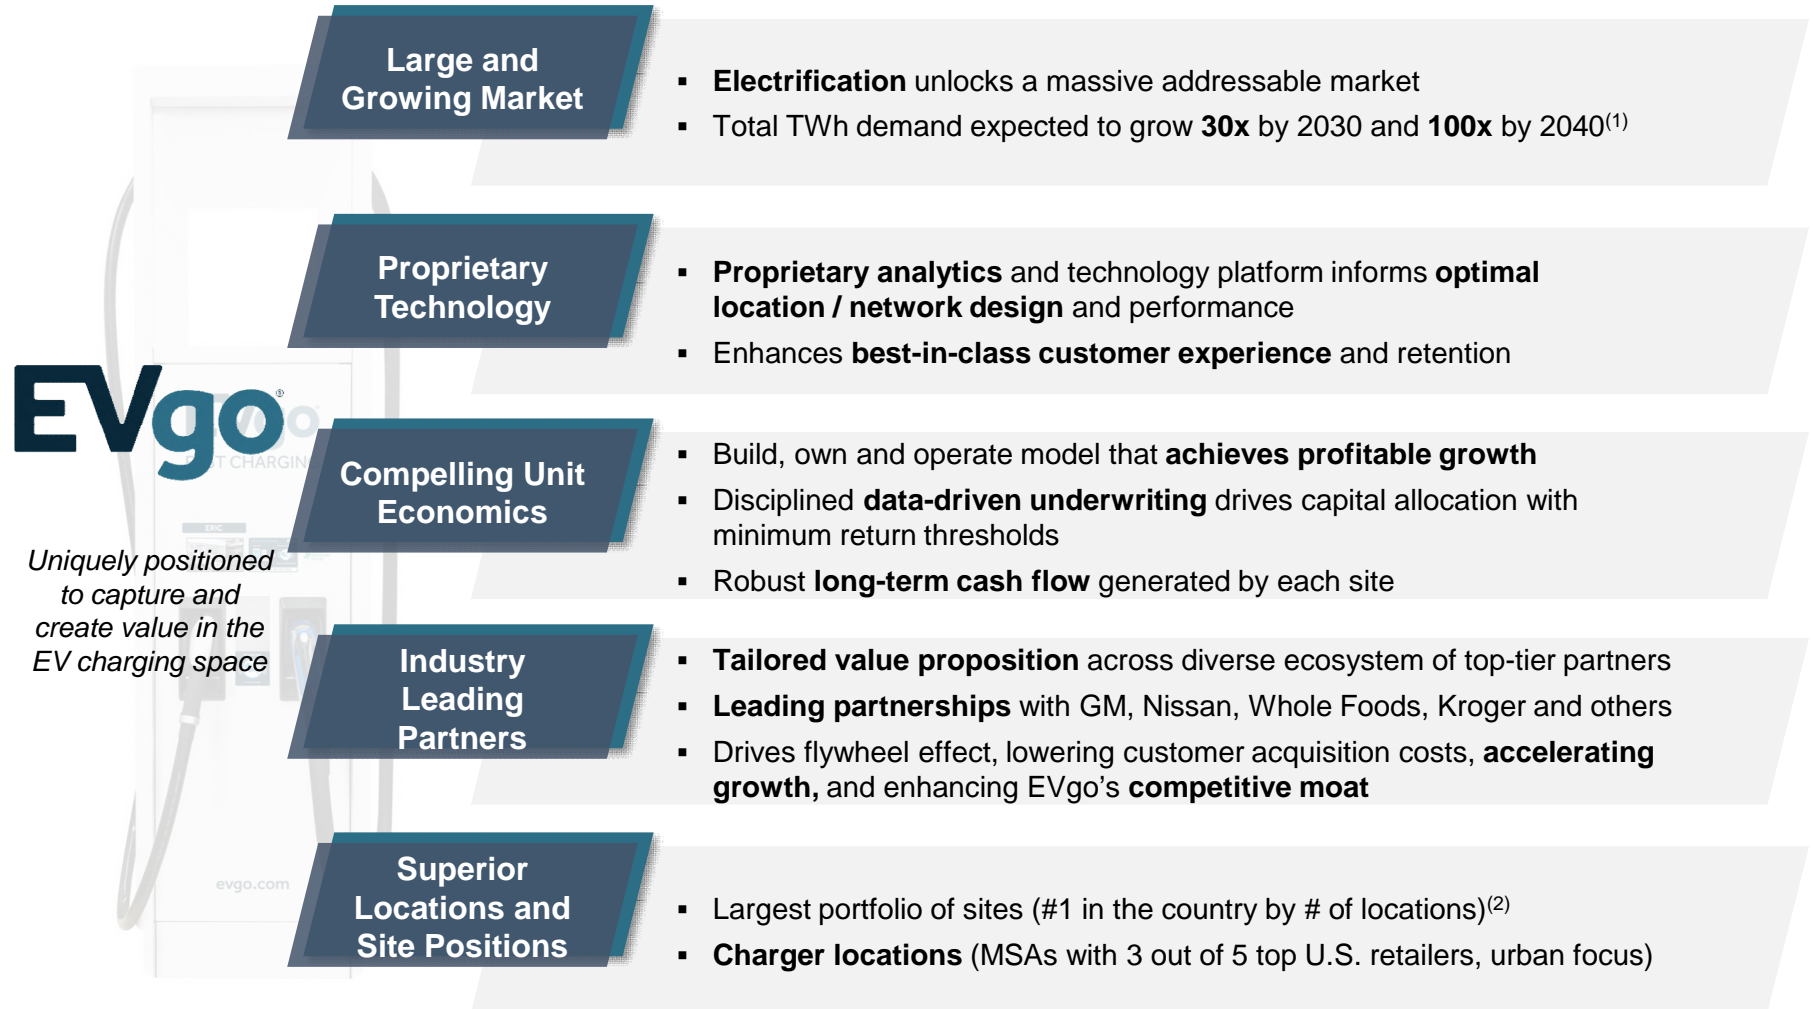 Large and
Growing Market
▪ Electrification unlocks a massive addressable market
▪ Total TWh demand expected to grow 30x by 2030 and 100x by 2040(1)
Proprietary
Technology
▪ Proprietary analytics and technology platform informs optimal
location / network design and performance
▪ Enhances best-in-class customer experience and retention
EVgo®
Uniquely positioned
to capture and
create value in the
EV charging space
Compelling Unit
Economics
▪ Build, own and operate model that achieves profitable growth
▪ Disciplined data-driven underwriting drives capital allocation with
minimum return thresholds
▪ Robust long-term cash flow generated by each site
Industry
Leading
Partners
▪ Tailored value proposition across diverse ecosystem of top-tier partners
▪ Leading partnerships with GM, Nissan, Whole Foods, Kroger and others
▪ Drives flywheel effect, lowering customer acquisition costs, accelerating
growth, and enhancing EVgo’s competitive moat
Superior
Locations and
Site Positions
▪ Largest portfolio of sites (#1 in the country by # of locations)(2)
▪ Charger locations (MSAs with 3 out of 5 top U.S. retailers, urban focus)
CHARGING
ERIC
evgo.com